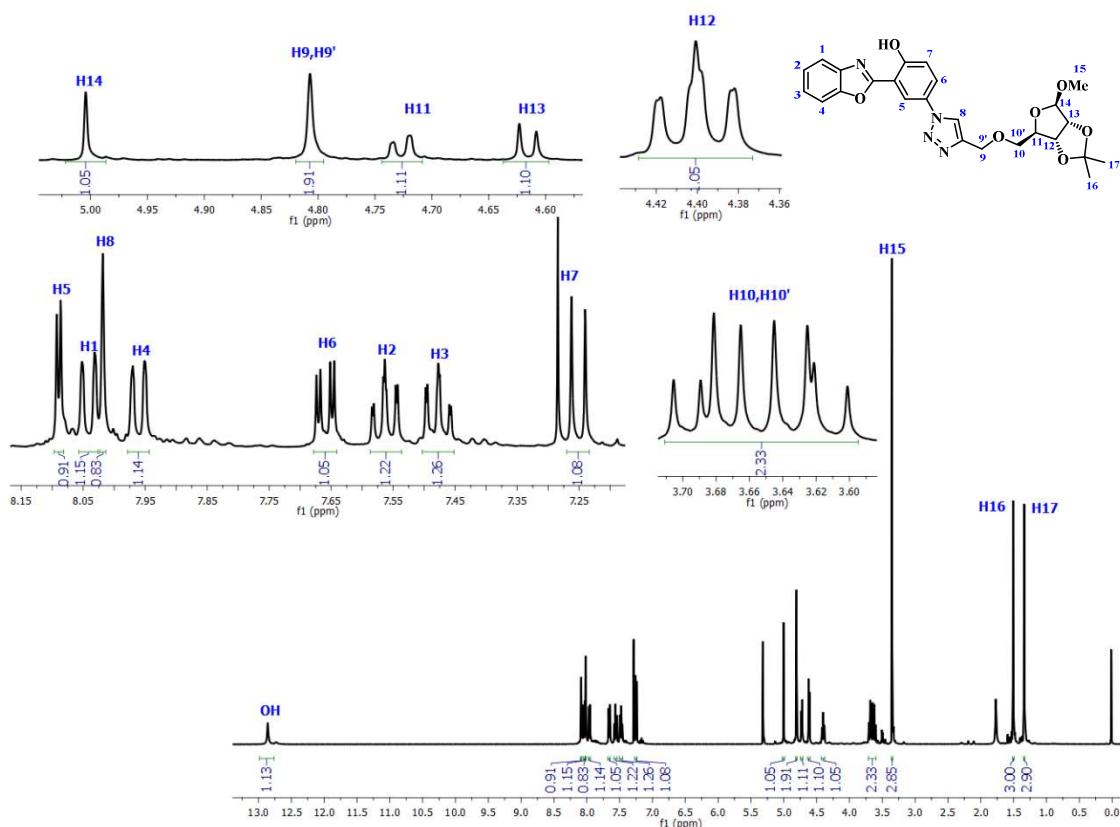 H14
H9,H9'
H11
H13
5.00 4.95 4.90 4.85 4.80 4.75 4.70 4.65 4.60
f1 (ppm)
1.05
1.91
1.11
1.10
H12
4.42 4.40 4.38 4.36
f1 (ppm)
1.05
HO
1
2
3
4
N
O
5
6
7
8
N
N=N
9'
9
O
10'
10
11
12
13
14
15
OMe
O
O
O
16
17
H5
H1
H8
H4
H6
H2
H3
H7
0.91
1.15
0.83
1.14
1.05
1.22
1.26
1.08
8.15 8.05 7.95 7.85 7.75 7.65 7.55 7.45 7.35 7.25
f1 (ppm)
H10,H10'
2.33
3.70 3.68 3.66 3.64 3.62 3.60
f1 (ppm)
H15
H16
H17
OH
1.13
0.91
1.15
0.83
1.14
1.05
1.22
1.26
1.08
1.05
1.91
1.11
1.10
1.05
2.33
2.85
3.00
2.90
12.5 11.5 10.5 9.5 8.5 7.5 6.5 5.5 4.5 3.5 2.5 1.5 1.0 0.5 0.0
12.0 11.0 10.0 9.0 8.0 7.0 6.0 5.0 4.0 3.0 2.0
f1 (ppm)